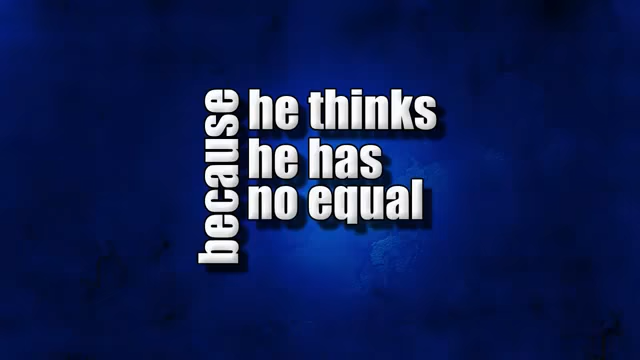 because
he thinks
he has
no equal